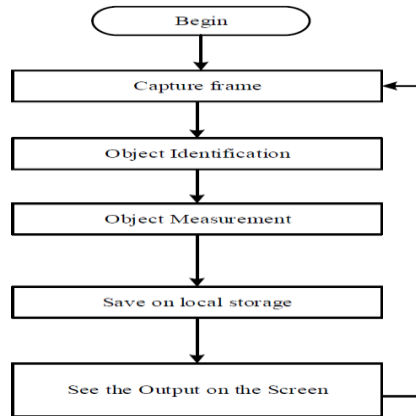 Begin
Capture frame
Object Identification
Object Measurement
Save on local storage
See the Output on the Screen